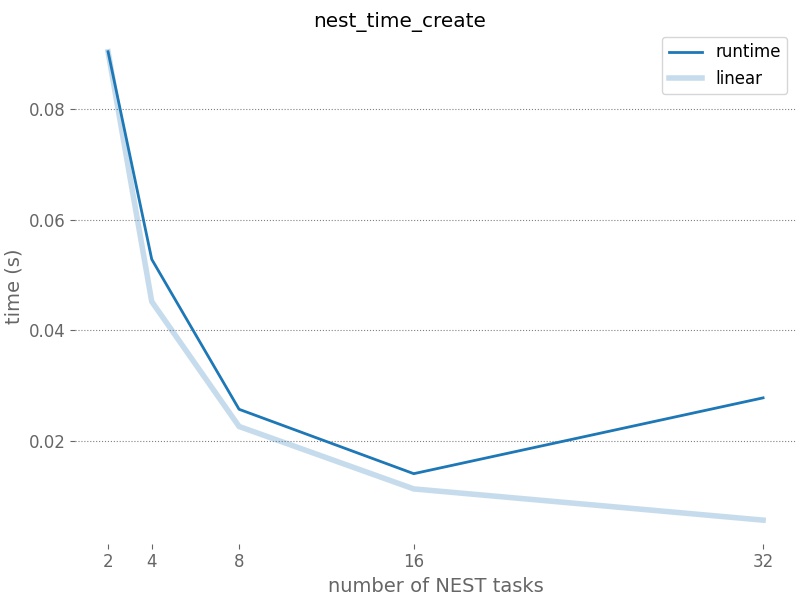 nest_time_create
runtime
linear
0.08
0.06
0.04
0.02
time (s)
2 4 8 16 32
number of NEST tasks